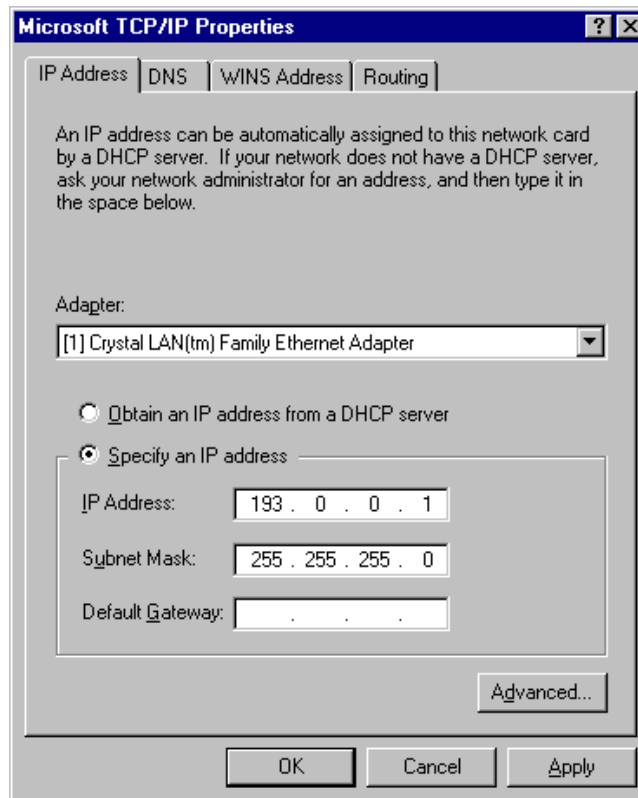 Microsoft TCP/IP Properties
IP Address DNS WINS Address Routing
An IP address can be automatically assigned to this network card
by a DHCP server. If your network does not have a DHCP server,
ask your network administrator for an address, and then type it in
the space below.
Adapter:
[1] Crystal LAN(tm) Family Ethernet Adapter
Obtain an IP address from a DHCP server
Specify an IP address
IP Address: 193 . 0 . 0 . 1
Subnet Mask: 255 . 255 . 255 . 0
Default Gateway: . . .
Advanced...
OK Cancel Apply